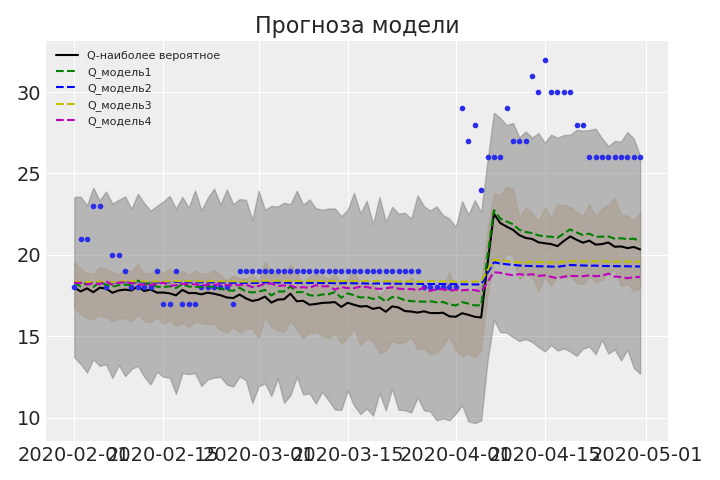 Прогноза модели
Q-наиболее вероятное
Q_модель1
Q_модель2
Q_модель3
Q_модель4
30
25
20
15
10
2020-02-01 2020-02-15 2020-03-01 2020-03-15 2020-04-01 2020-04-15 2020-05-01